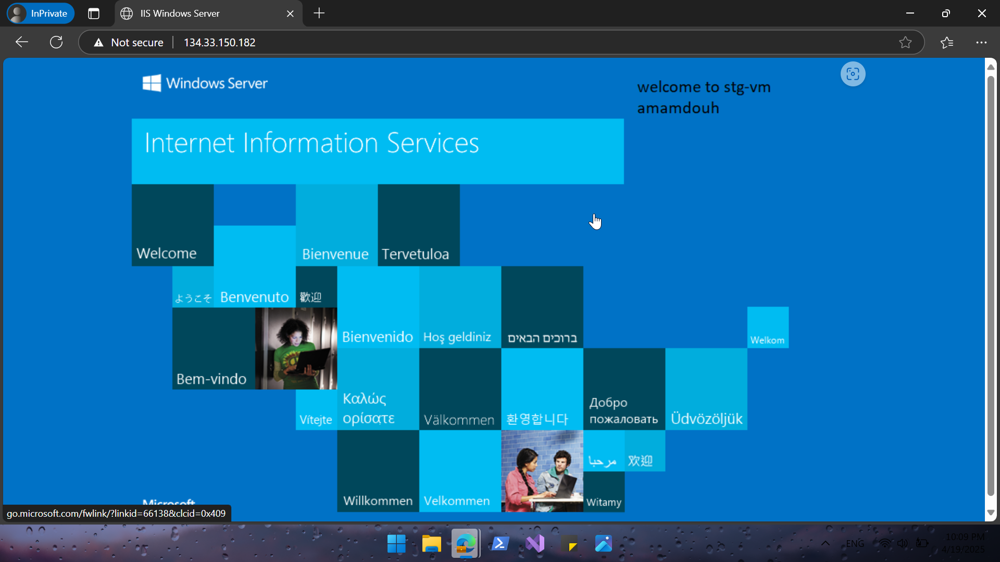 InPrivate
IIS Windows Server
Not secure
134.33.150.182
Windows Server
welcome to stg-vm
amamdouh
Internet Information Services
Welcome
Bienvenue
Tervetuloa
ようこそ
Benvenuto
歡迎
Bienvenido
Hoş geldiniz
ברוכים הבאים
Welkom
Bem-vindo
Vítejte
Καλώς
ορίσατε
Välkommen
환영합니다
Добро
пожаловать
Üdvözöljük
مرحبا
欢迎
Willkommen
Velkommen
Witamy
Microsoft
go.microsoft.com/fwlink/?linkid=66138&clcid=0x409
ENG
10:09 PM
4/19/2025